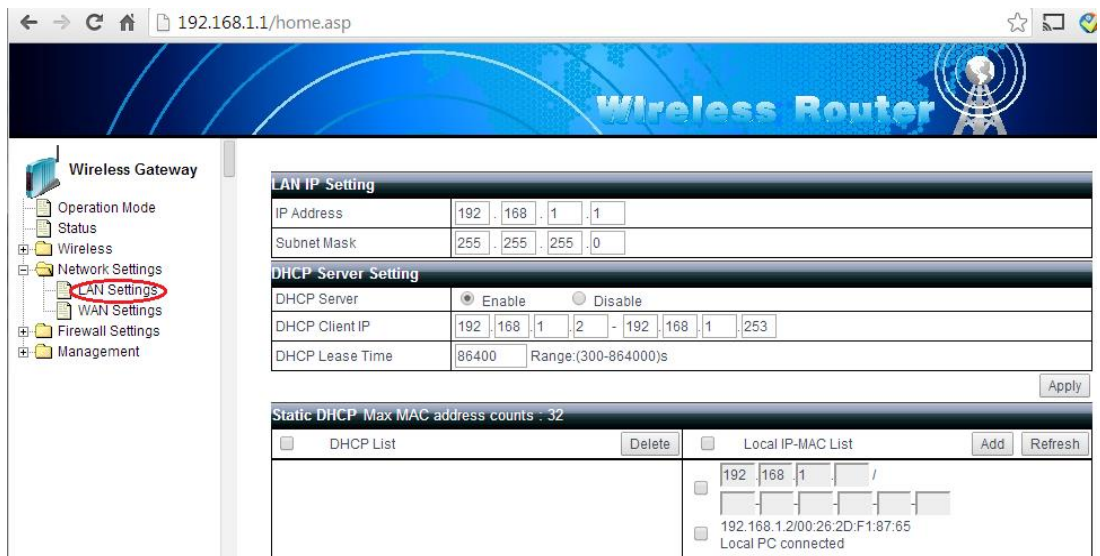 192.168.1.1/home.asp
Wireless Router
Wireless Gateway
Operation Mode
Status
Wireless
Network Settings
LAN Settings
WAN Settings
Firewall Settings
Management
LAN IP Setting
IP Address 192 . 168 . 1 . 1
Subnet Mask 255 . 255 . 255 . 0
DHCP Server Setting
DHCP Server Enable Disable
DHCP Client IP 192 . 168 . 1 . 2 - 192 . 168 . 1 . 253
DHCP Lease Time 86400 Range:(300-864000)s
Apply
Static DHCP Max MAC address counts : 32
DHCP List Delete Local IP-MAC List Add Refresh
192 . 168 . 1 . /
- - - - -
192.168.1.2/00:26:2D:F1:87:65
Local PC connected